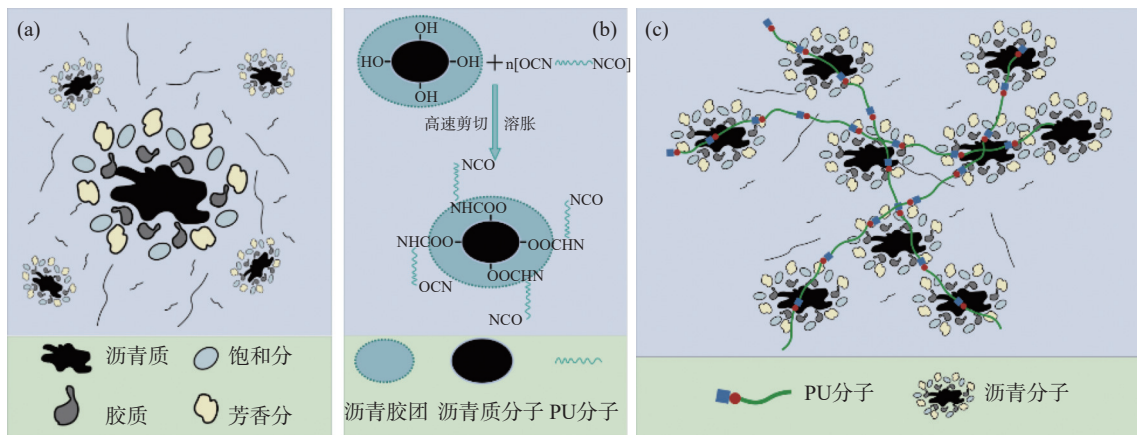 (a)
沥青质
饱和分
胶质
芳香分
(b)
OH
HO
OH
OH
+ n[OCN
NCO]
高速剪切
溶胀
NCO
NHCOO
NCO
NHCOO
OOCHN
OOCHN
OCN
NCO
沥青胶团
沥青质分子
PU分子
(c)
PU分子
沥青分子